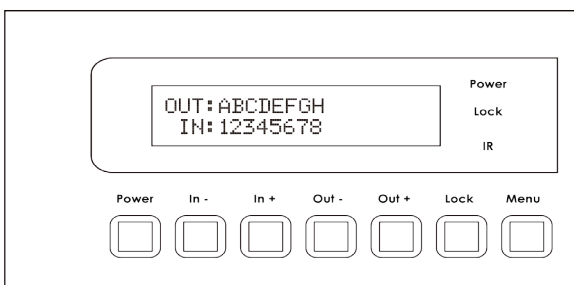 OUT:ABCDEFGH
IN:12345678
Power
Lock
IR
Power In - In + Out - Out + Lock Menu